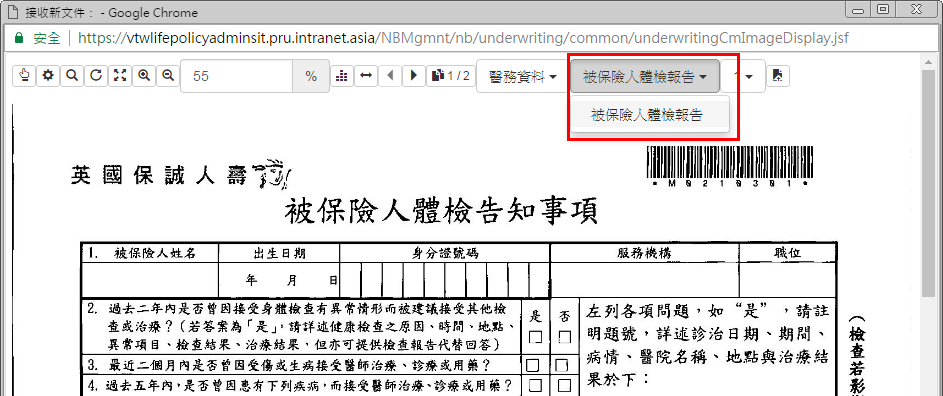 接收新文件： - Google Chrome
安全 https://vtwlifepolicyadminsit.pru.intranet.asia/NBMgmnt/nb/underwriting/common/underwritingCmImageDisplay.jsf
55 % 1 / 2 醫務資料 被保險人體檢報告
被保險人體檢報告
英國保誠人壽
*M0210301*
被保險人體檢告知事項
1. 被保險人姓名 出生日期 身分證號碼 服務機構 職位
年 月 日
2. 過去二年內是否曾因接受身體檢查有異常情形而被建議接受其他檢
查或治療？（若答案為「是」，請詳述健康檢查之原因、時間、地點、
異常項目、檢查結果、治療結果，但亦可提供檢查報告代替回答）
是 否
3. 最近二個月內是否曾因受傷或生病接受醫師治療、診療或用藥？
4. 過去五年內，是否曾因患有下列疾病，而接受醫師治療、診療或用藥？
左列各項問題，如“是”，請註
明題號，詳述診治日期、期間、
病情、醫院名稱、地點與治療結
果於下：
（檢查若影